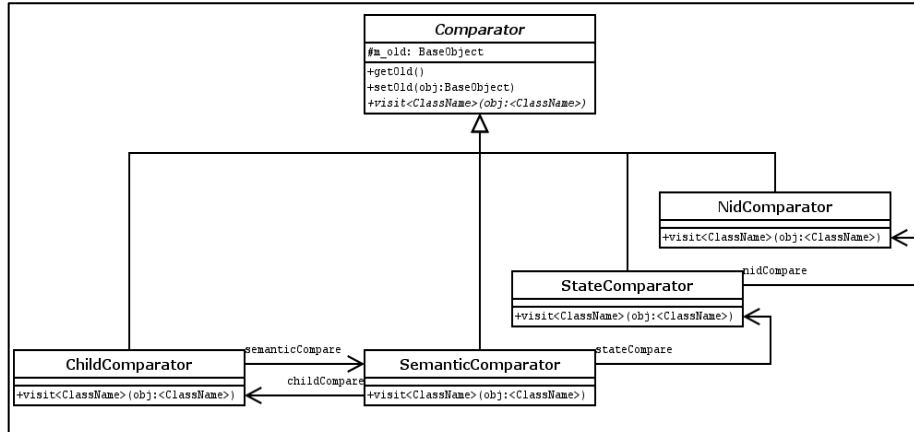 Comparator
#m_old: BaseObject
+getOld()
+setOld(obj:BaseObject)
+visit<ClassName>(obj:<ClassName>)
NidComparator
+visit<ClassName>(obj:<ClassName>)
nidCompare
StateComparator
+visit<ClassName>(obj:<ClassName>)
semanticCompare
stateCompare
ChildComparator
+visit<ClassName>(obj:<ClassName>)
childCompare
SemanticComparator
+visit<ClassName>(obj:<ClassName>)